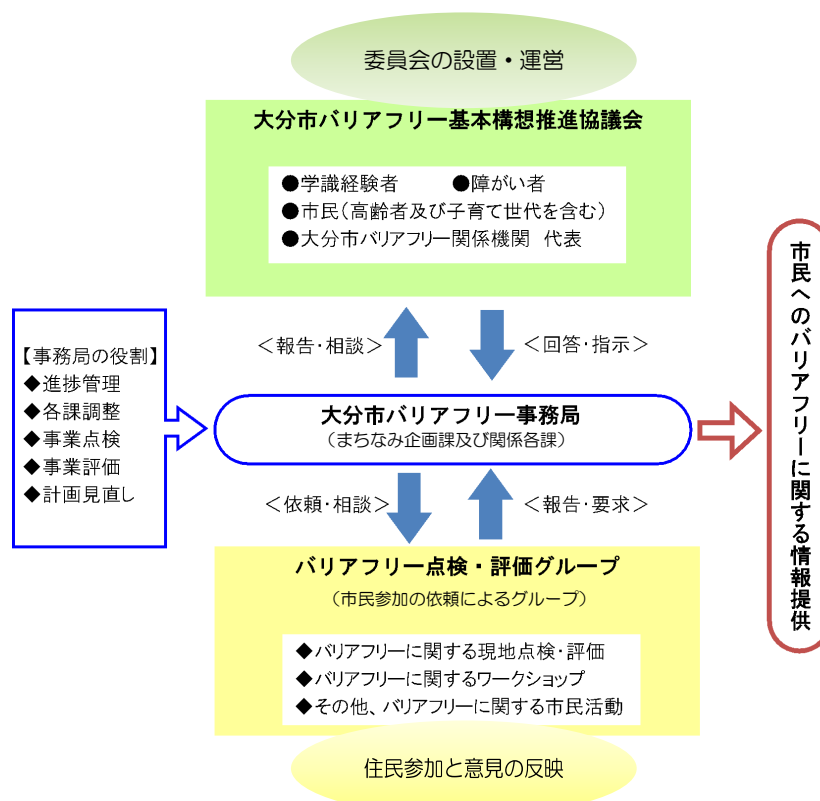 委員会の設置・運営
大分市バリアフリー基本構想推進協議会
●学識経験者 ●障がい者
●市民(高齢者及び子育て世代を含む)
●大分市バリアフリー関係機関 代表
<報告・相談>
<回答・指示>
【事務局の役割】
◆進捗管理
◆各課調整
◆事業点検
◆事業評価
◆計画見直し
大分市バリアフリー事務局
(まちなみ企画課及び関係各課)
市民へのバリアフリーに関する情報提供
<依頼・相談>
<報告・要求>
バリアフリー点検・評価グループ
(市民参加の依頼によるグループ)
◆バリアフリーに関する現地点検・評価
◆バリアフリーに関するワークショップ
◆その他、バリアフリーに関する市民活動
住民参加と意見の反映